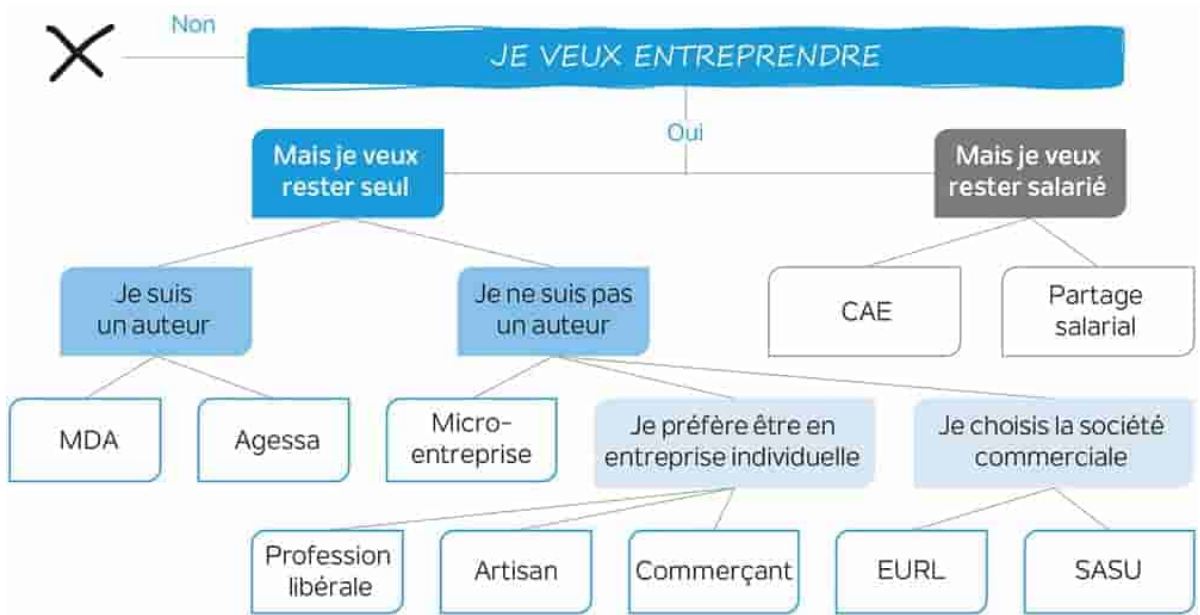 Non
JE VEUX ENTREPRENDRE
Oui
Mais je veux
rester seul
Mais je veux
rester salarié
Je suis
un auteur
Je ne suis pas
un auteur
CAE
Partage
salarial
MDA
Agessa
Micro-
entreprise
Je préfère être en
entreprise individuelle
Je choisis la société
commerciale
Profession
libérale
Artisan
Commerçant
EURL
SASU